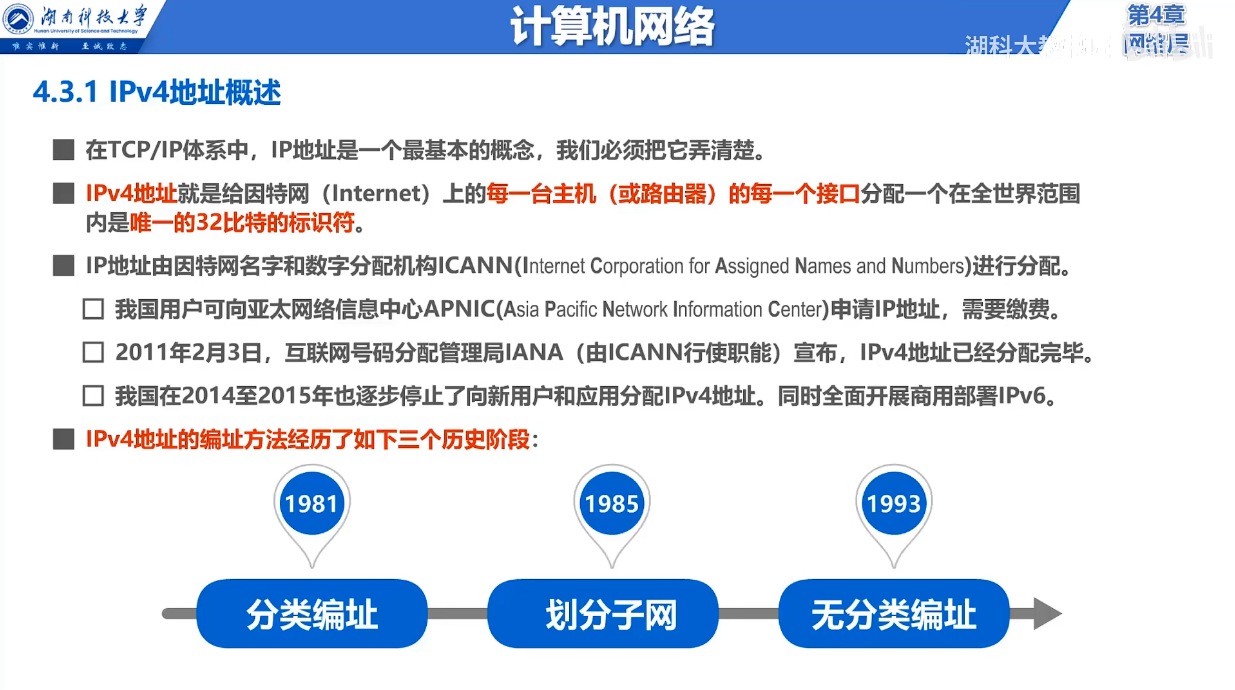 湖南科技大学
Hunan University of Science and Technology
唯实惟新 至诚致志
计算机网络
第4章
网络层
湖科大教
4.3.1 IPv4地址概述
在TCP/IP体系中，IP地址是一个最基本的概念，我们必须把它弄清楚。
IPv4地址就是给因特网（Internet）上的每一台主机（或路由器）的每一个接口分配一个在全世界范围
内是唯一的32比特的标识符。
IP地址由因特网名字和数字分配机构ICANN(Internet Corporation for Assigned Names and Numbers)进行分配。
我国用户可向亚太网络信息中心APNIC(Asia Pacific Network Information Center)申请IP地址，需要缴费。
2011年2月3日，互联网号码分配管理局IANA（由ICANN行使职能）宣布，IPv4地址已经分配完毕。
我国在2014至2015年也逐步停止了向新用户和应用分配IPv4地址。同时全面开展商用部署IPv6。
IPv4地址的编址方法经历了如下三个历史阶段：
1981 1985 1993
分类编址 划分子网 无分类编址